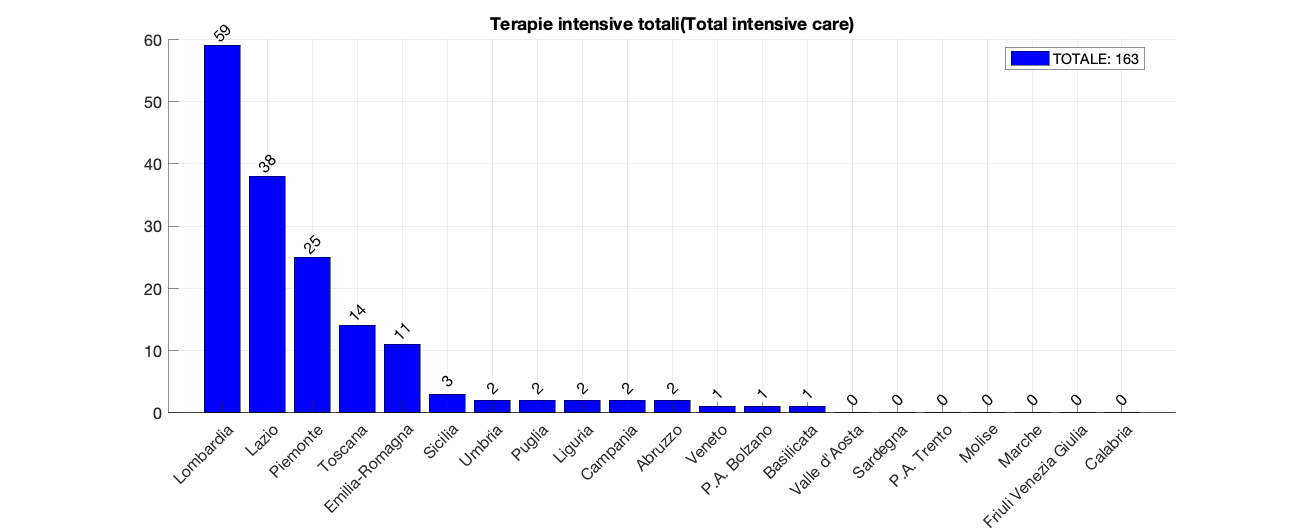 Terapie intensive totali(Total intensive care)
TOTALE: 163
60
50
40
30
20
10
0
59
38
25
14
11
3
2
2
2
2
2
1
1
1
0
0
0
0
0
0
0
Lombardia
Lazio
Piemonte
Toscana
Emilia-Romagna
Sicilia
Umbria
Puglia
Liguria
Campania
Abruzzo
Veneto
P.A. Bolzano
Basilicata
Valle d'Aosta
Sardegna
P.A. Trento
Molise
Marche
Friuli Venezia Giulia
Calabria